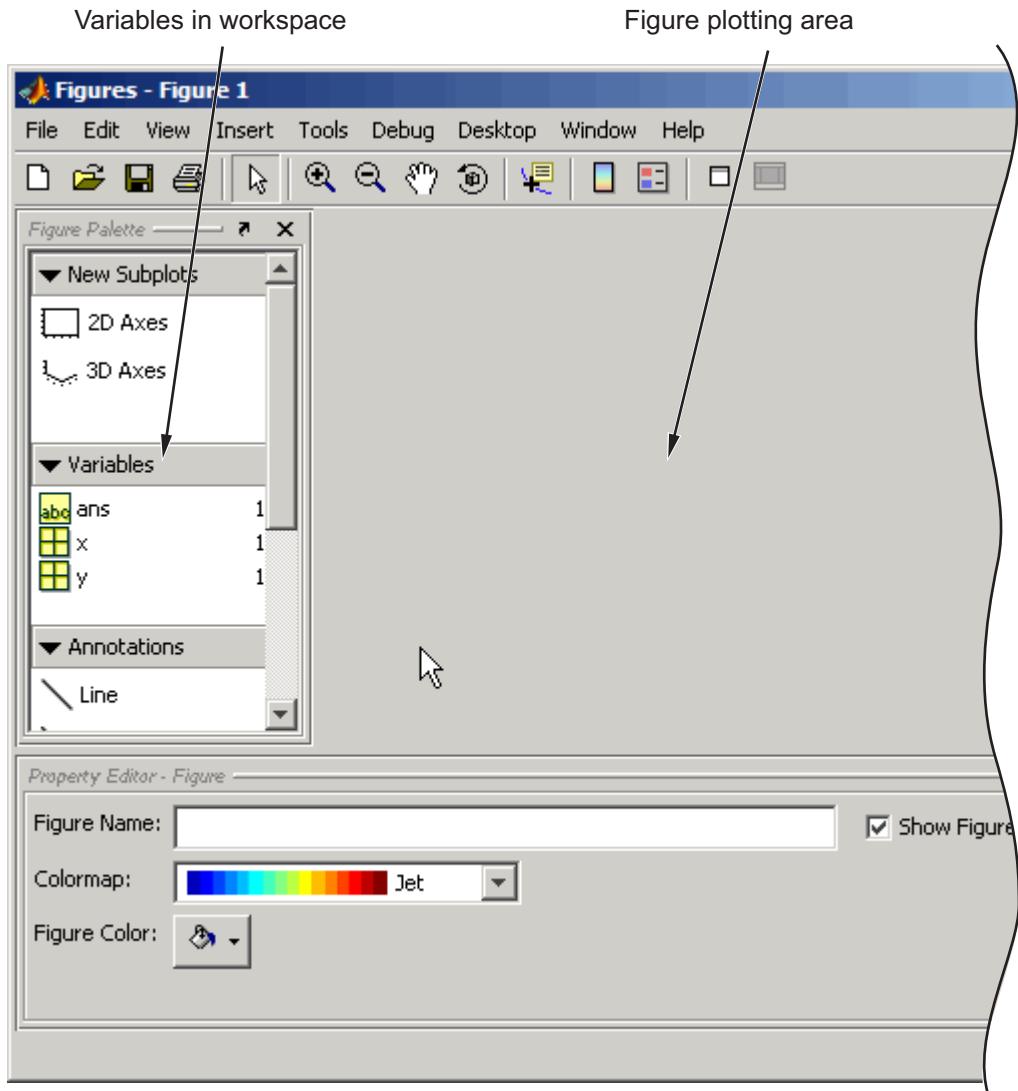 Variables in workspace
Figure plotting area
Figures - Figure 1
File Edit View Insert Tools Debug Desktop Window Help
Figure Palette
New Subplots
2D Axes
3D Axes
Variables
abc ans 1
x 1
y 1
Annotations
Line
Property Editor - Figure
Figure Name:
Show Figure
Colormap: Jet
Figure Color: